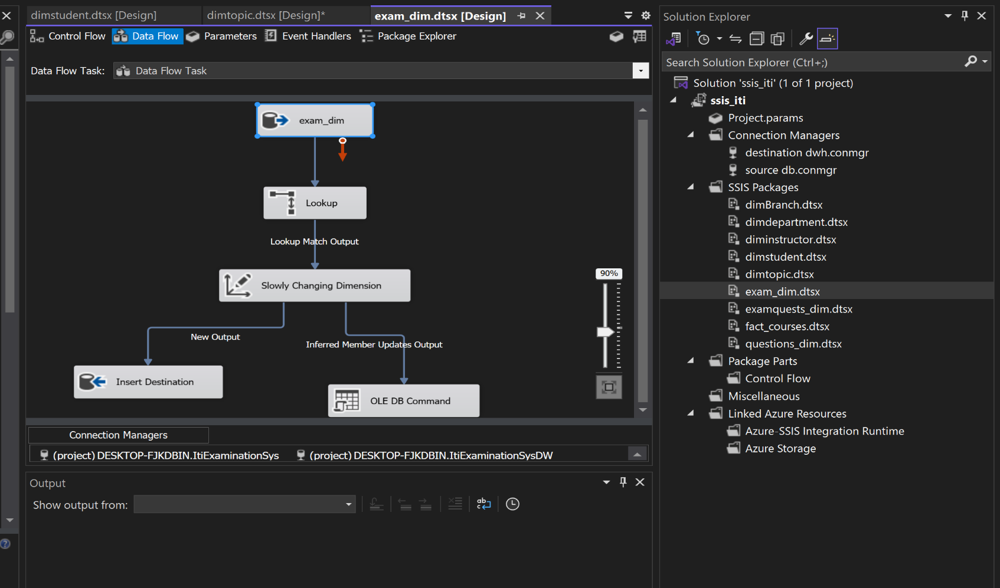 dimstudent.dtsx [Design]
dimtopic.dtsx [Design]*
exam_dim.dtsx [Design]
Control Flow
Data Flow
Parameters
Event Handlers
Package Explorer
Data Flow Task:
Data Flow Task
exam_dim
Lookup
Lookup Match Output
Slowly Changing Dimension
New Output
Inferred Member Updates Output
Insert Destination
OLE DB Command
90%
Connection Managers
(project) DESKTOP-FJKDBIN.ItiExaminationSys
(project) DESKTOP-FJKDBIN.ItiExaminationSysDW
Output
Show output from:
Solution Explorer
Search Solution Explorer (Ctrl+;)
Solution 'ssis_iti' (1 of 1 project)
ssis_iti
Project.params
Connection Managers
destination dwh.conmgr
source db.conmgr
SSIS Packages
dimBranch.dtsx
dimdepartment.dtsx
diminstructor.dtsx
dimstudent.dtsx
dimtopic.dtsx
exam_dim.dtsx
examquests_dim.dtsx
fact_courses.dtsx
questions_dim.dtsx
Package Parts
Control Flow
Miscellaneous
Linked Azure Resources
Azure-SSIS Integration Runtime
Azure Storage